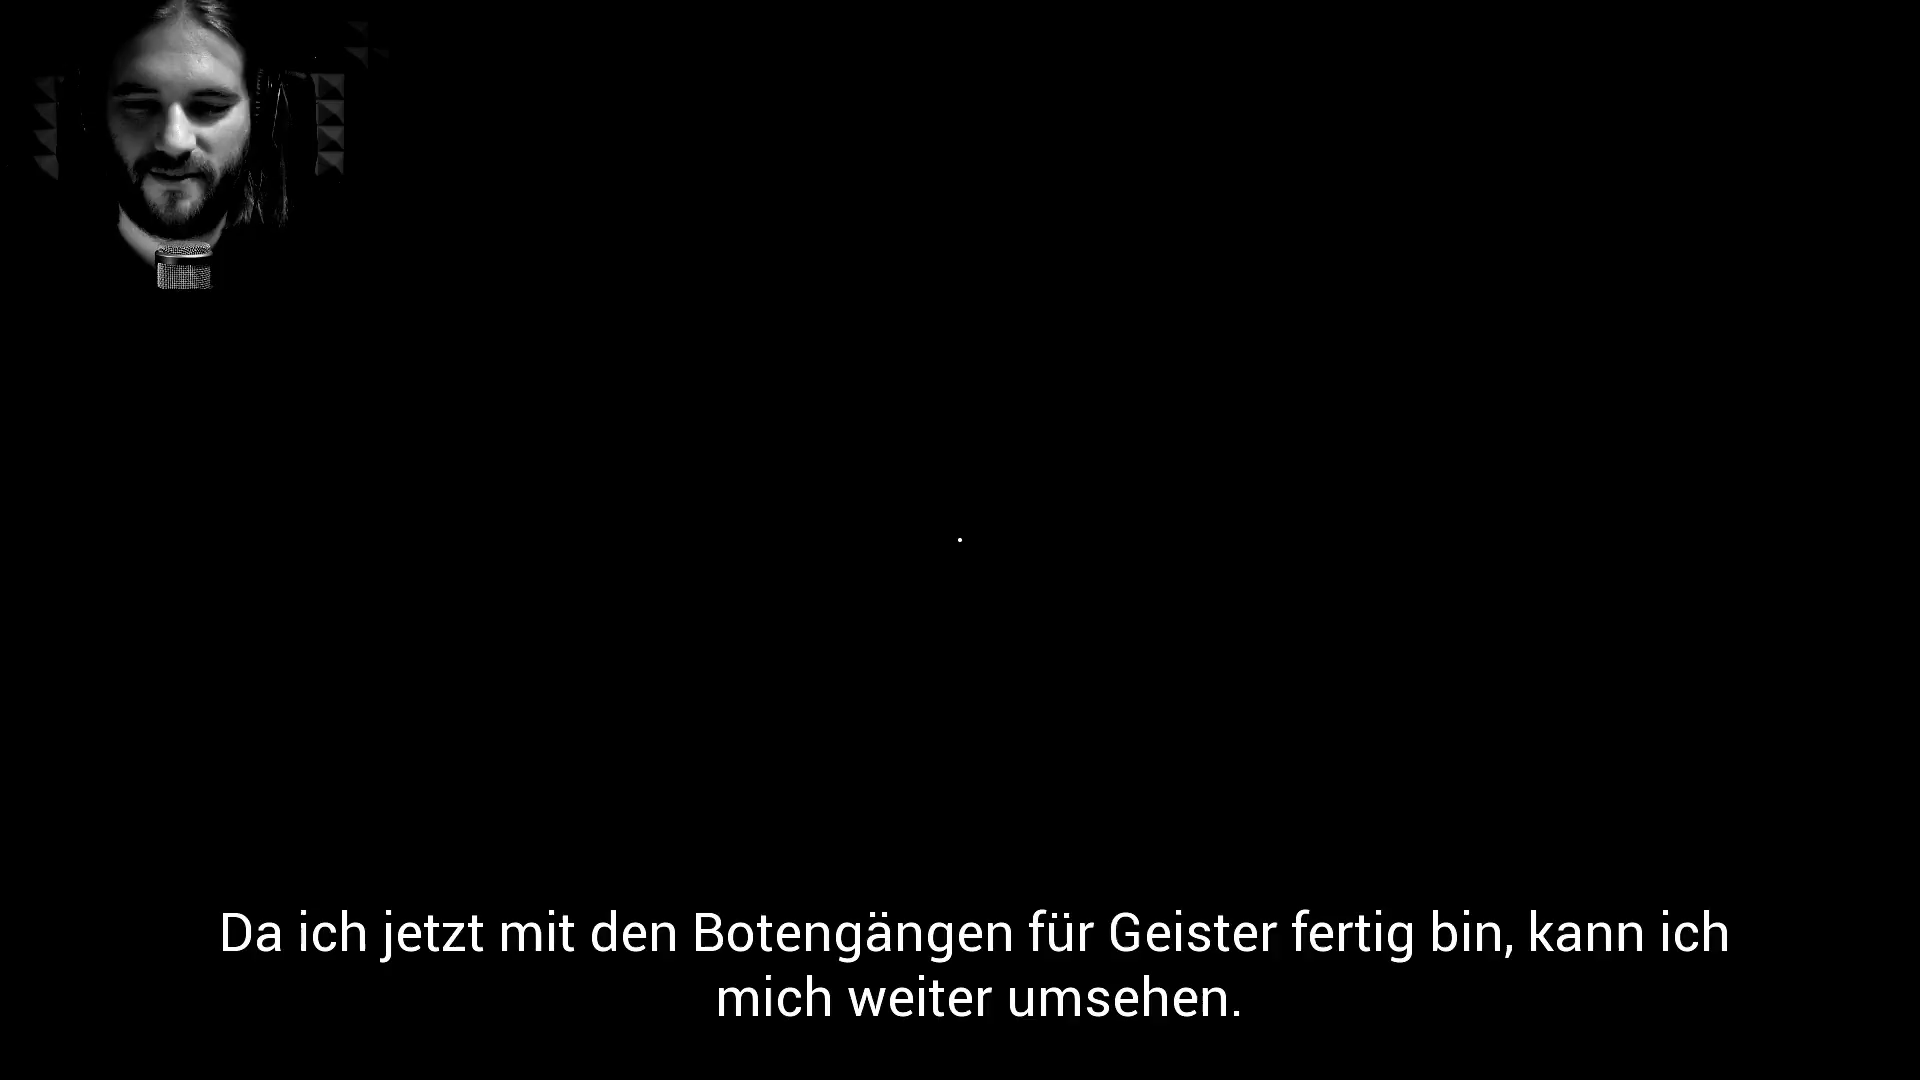 Da ich jetzt mit den Botengängen für Geister fertig bin, kann ich
mich weiter umsehen.